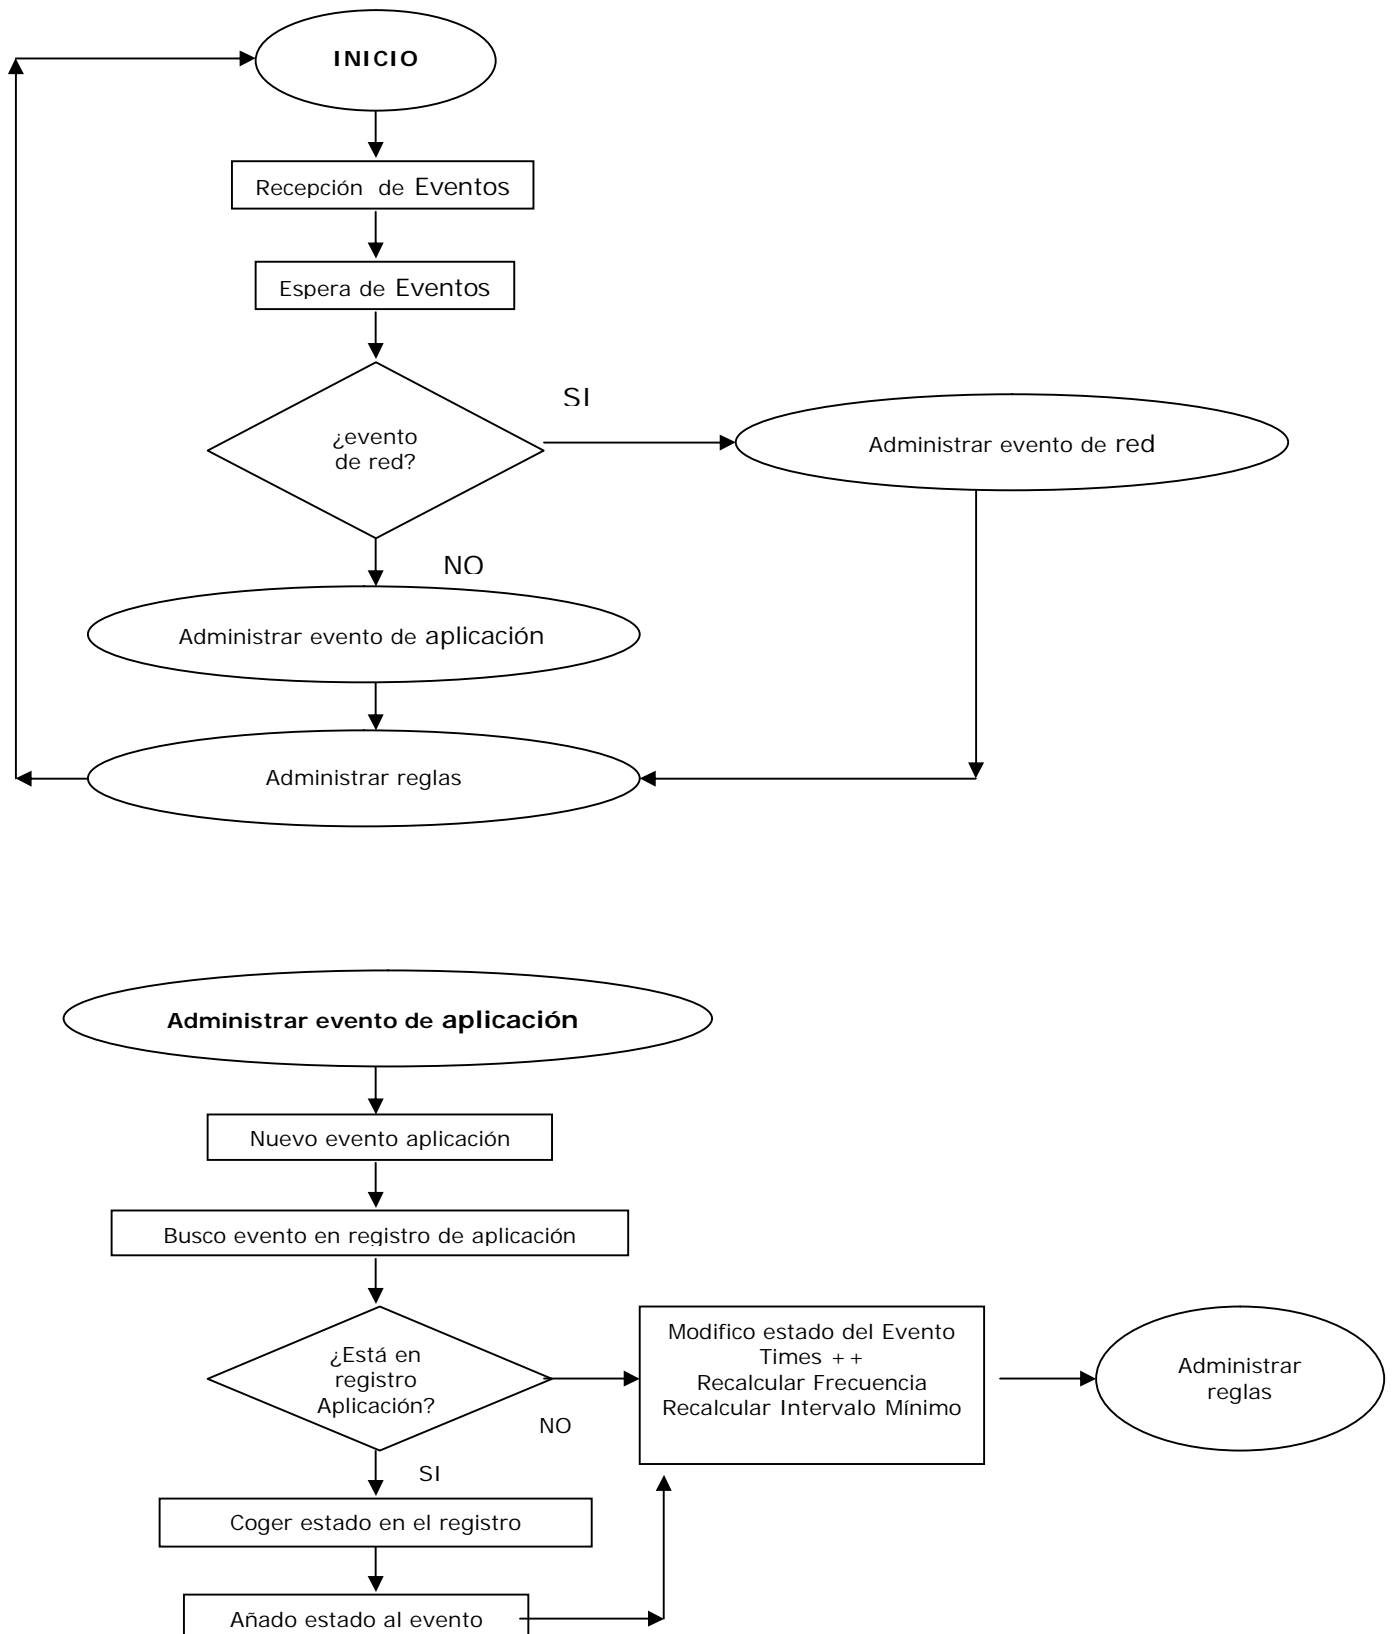 INICIO
Recepción de Eventos
Espera de Eventos
SI
¿evento
de red?
Administrar evento de red
NO
Administrar evento de aplicación
Administrar reglas
Administrar evento de aplicación
Nuevo evento aplicación
Busco evento en registro de aplicación
¿Está en
registro
Aplicación?
NO
Modifico estado del Evento
Times ++
Recalcular Frecuencia
Recalcular Intervalo Mínimo
Administrar
reglas
SI
Coger estado en el registro
Añado estado al evento